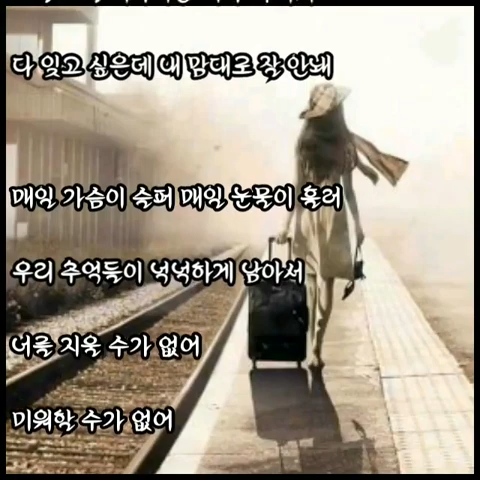 다 잊고 싶은데 내 맘대로 잘 안돼
매일 가슴이 슬퍼 매일 눈물이 흘러
우리 추억들이 넉넉하게 남아서
너를 지울 수가 없어
미워할 수가 없어